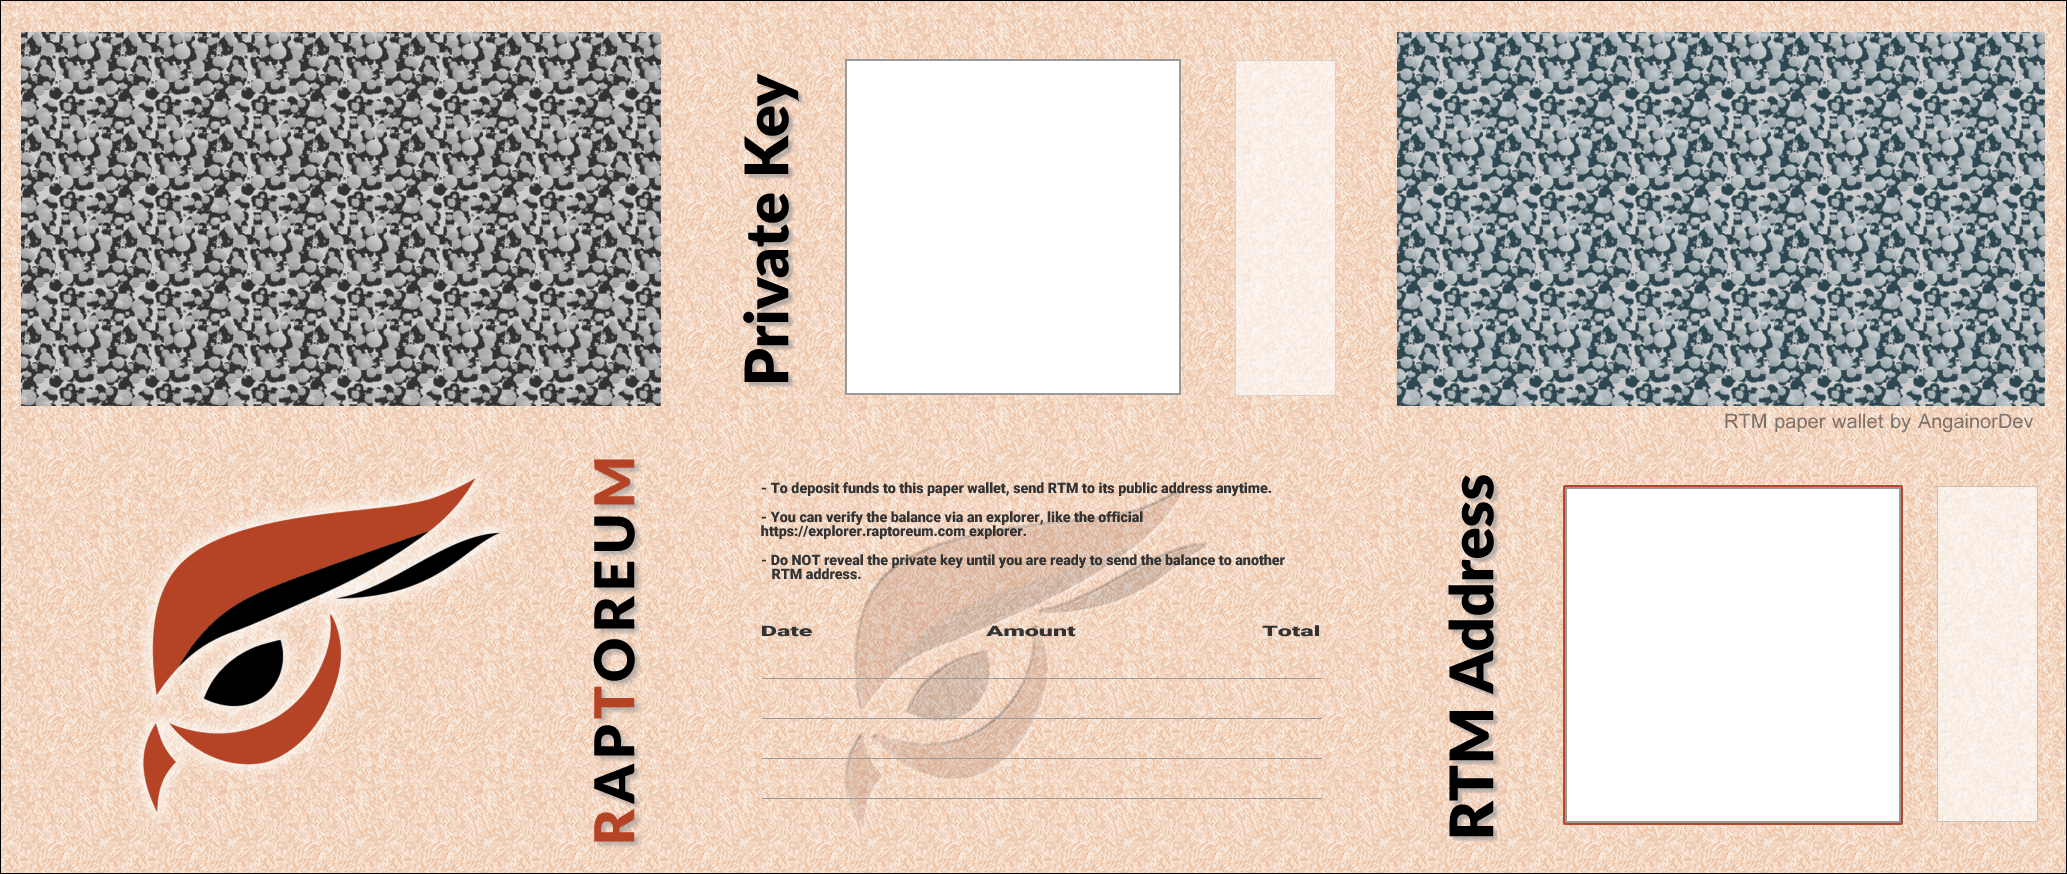 Private Key
RTM paper wallet by AngainorDev
RAPTOREUM
- To deposit funds to this paper wallet, send RTM to its public address anytime.
- You can verify the balance via an explorer, like the official
https://explorer.raptoreum.com explorer.
- Do NOT reveal the private key until you are ready to send the balance to another
RTM address.
Date Amount Total
RTM Address